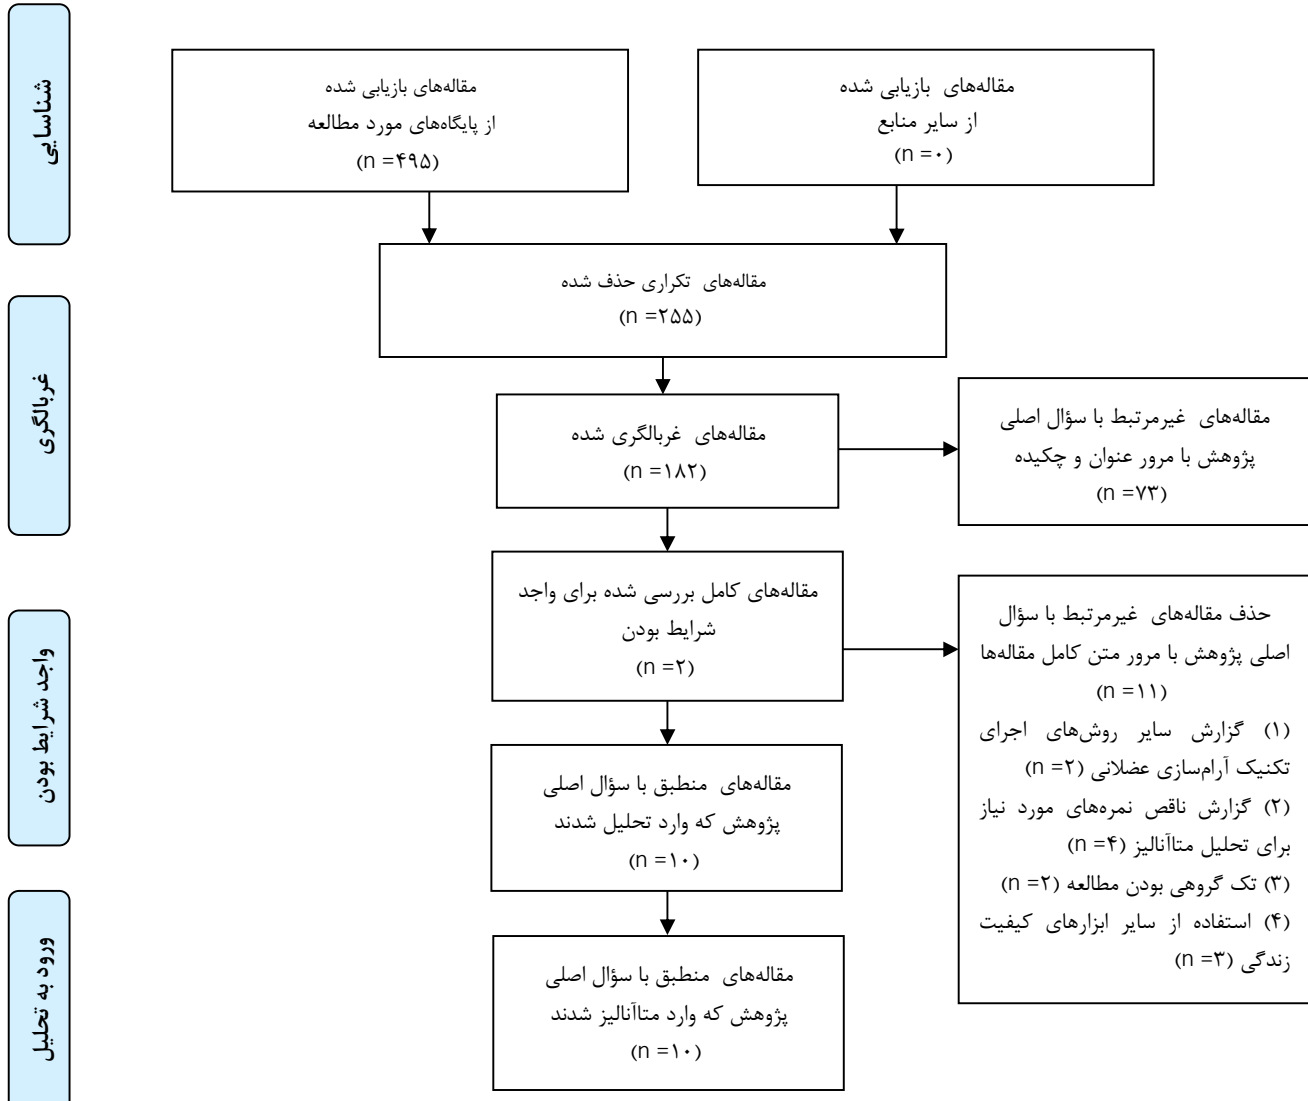 شناسایی
مقاله‌های بازیابی شده
از پایگاه‌های مورد مطالعه
(n =۴۹۵)
مقاله‌های بازیابی شده
از سایر منابع
(n =۰)
مقاله‌های تکراری حذف شده
(n =۲۵۵)
غربالگری
مقاله‌های غربالگری شده
(n =۱۸۲)
مقاله‌های غیرمرتبط با سؤال اصلی
پژوهش با مرور عنوان و چکیده
(n =۷۳)
واجد شرایط بودن
مقاله‌های کامل بررسی شده برای واجد
شرایط بودن
(n =۲)
حذف مقاله‌های غیرمرتبط با سؤال
اصلی پژوهش با مرور متن کامل مقاله‌ها
(n =۱۱)
(۱) گزارش سایر روش‌های اجرای
تکنیک آرام‌سازی عضلانی (n =۲)
(۲) گزارش ناقص نمره‌های مورد نیاز
برای تحلیل متاآنالیز (n =۴)
(۳) تک گروهی بودن مطالعه (n =۲)
(۴) استفاده از سایر ابزارهای کیفیت
زندگی (n =۳)
مقاله‌های منطبق با سؤال اصلی
پژوهش که وارد تحلیل شدند
(n =۱۰)
ورود به تحلیل
مقاله‌های منطبق با سؤال اصلی
پژوهش که وارد متاآنالیز شدند
(n =۱۰)